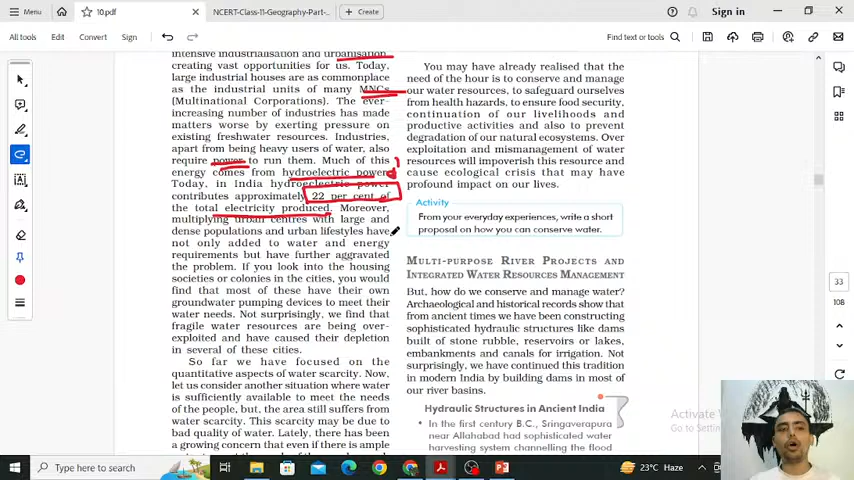 Menu
10.pdf
NCERT-Class-11-Geography-Part-..
Create
Sign in
All tools
Edit
Convert
Sign
Find text or tools
intensive industrialisation and urbanisation,
creating vast opportunities for us. Today,
large industrial houses are as commonplace
as the industrial units of many MNCs
(Multinational Corporations). The ever-
increasing number of industries has made
matters worse by exerting pressure on
existing freshwater resources. Industries,
apart from being heavy users of water, also
require power to run them. Much of this
energy comes from hydroelectric power.
Today, in India hydroelectric power
contributes approximately 22 per cent of
the total electricity produced. Moreover,
multiplying urban centres with large and
dense populations and urban lifestyles have
not only added to water and energy
requirements but have further aggravated
the problem. If you look into the housing
societies or colonies in the cities, you would
find that most of these have their own
groundwater pumping devices to meet their
water needs. Not surprisingly, we find that
fragile water resources are being over-
exploited and have caused their depletion
in several of these cities.
So far we have focused on the
quantitative aspects of water scarcity. Now,
let us consider another situation where water
is sufficiently available to meet the needs
of the people, but, the area still suffers from
water scarcity. This scarcity may be due to
bad quality of water. Lately, there has been
a growing concern that even if there is ample
You may have already realised that the
need of the hour is to conserve and manage
our water resources, to safeguard ourselves
from health hazards, to ensure food security,
continuation of our livelihoods and
productive activities and also to prevent
degradation of our natural ecosystems. Over
exploitation and mismanagement of water
resources will impoverish this resource and
cause ecological crisis that may have
profound impact on our lives.
Activity
From your everyday experiences, write a short
proposal on how you can conserve water.
MULTI-PURPOSE RIVER PROJECTS AND
INTEGRATED WATER RESOURCES MANAGEMENT
But, how do we conserve and manage water?
Archaeological and historical records show that
from ancient times we have been constructing
sophisticated hydraulic structures like dams
built of stone rubble, reservoirs or lakes,
embankments and canals for irrigation. Not
surprisingly, we have continued this tradition
in modern India by building dams in most of
our river basins.
Hydraulic Structures in Ancient India
• In the first century B.C., Sringaverapura
near Allahabad had sophisticated water
harvesting system channelling the flood
33
108
Activate
Go to Setting
Type here to search
23°C Haze